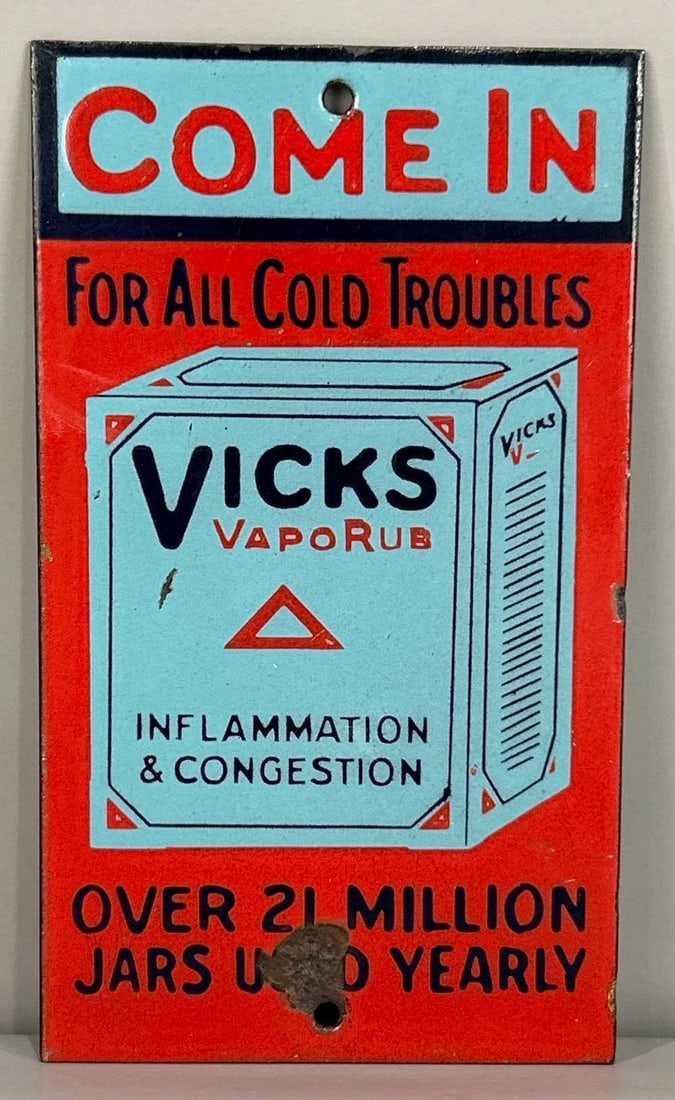 COME IN
FOR ALL COLD TROUBLES
VICKS
VAPORUB
INFLAMMATION
& CONGESTION
VICKS
V-
OVER 21 MILLION
JARS YEARLY